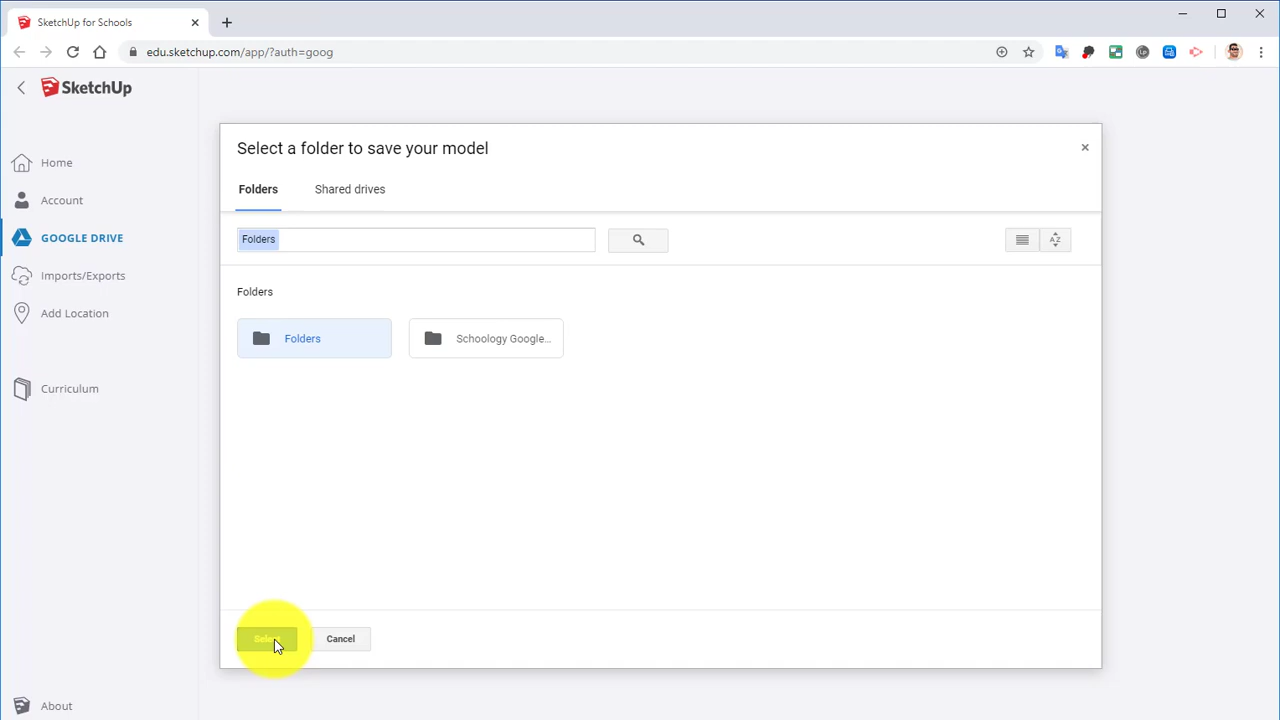 SketchUp for Schools
edu.sketchup.com/app/?auth=goog
SketchUp
Home
Account
GOOGLE DRIVE
Imports/Exports
Add Location
Curriculum
About
Select a folder to save your model
Folders
Shared drives
Folders
Folders
Folders
Schoology Google...
Select
Cancel